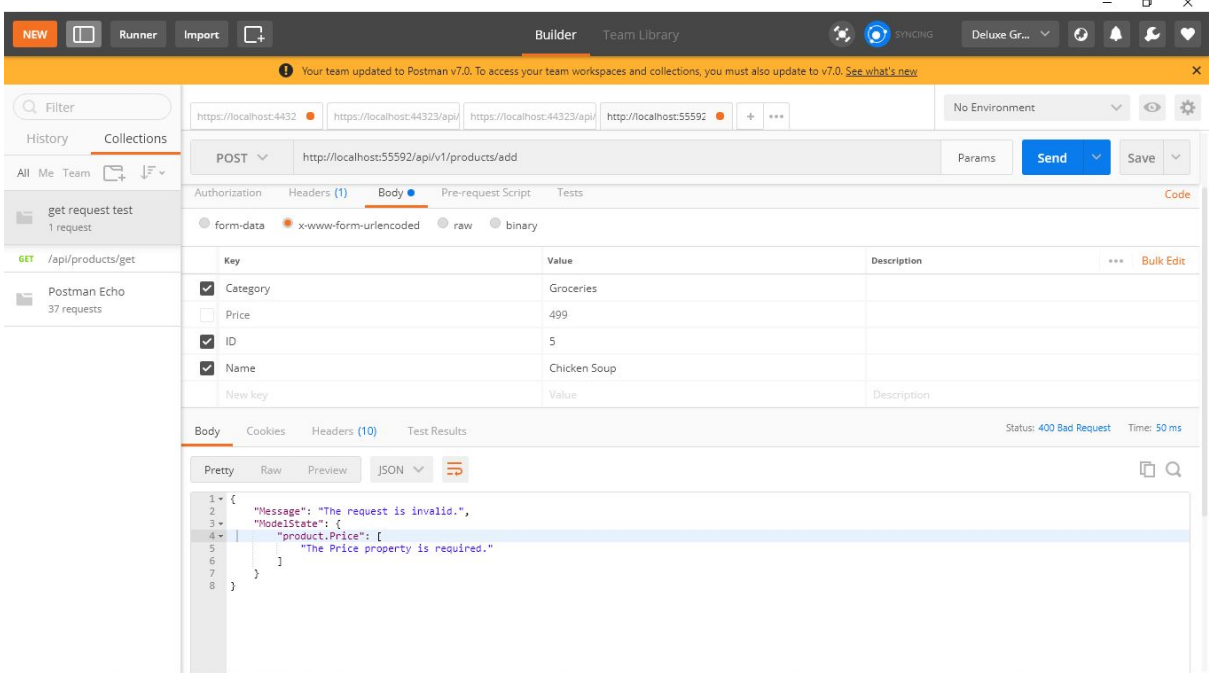 NEW Runner Import Builder Team Library SYNCING Deluxe Gr...
Your team updated to Postman v7.0. To access your team workspaces and collections, you must also update to v7.0. See what's new
Filter
History Collections
All Me Team
get request test
1 request
GET /api/products/get
Postman Echo
37 requests
https://localhost:4432 https://localhost:44323/api/ https://localhost:44323/api/ http://localhost:55592 + ••• No Environment
POST http://localhost:55592/api/v1/products/add Params Send Save
Authorization Headers (1) Body Pre-request Script Tests Code
form-data x-www-form-urlencoded raw binary
Key Value Description ••• Bulk Edit
Category Groceries
Price 499
ID 5
Name Chicken Soup
New key Value Description
Body Cookies Headers (10) Test Results Status: 400 Bad Request Time: 50 ms
Pretty Raw Preview JSON
1 {
2 "Message": "The request is invalid.",
3 "ModelState": {
4 "product.Price": [
5 "The Price property is required."
6 ]
7 }
8 }